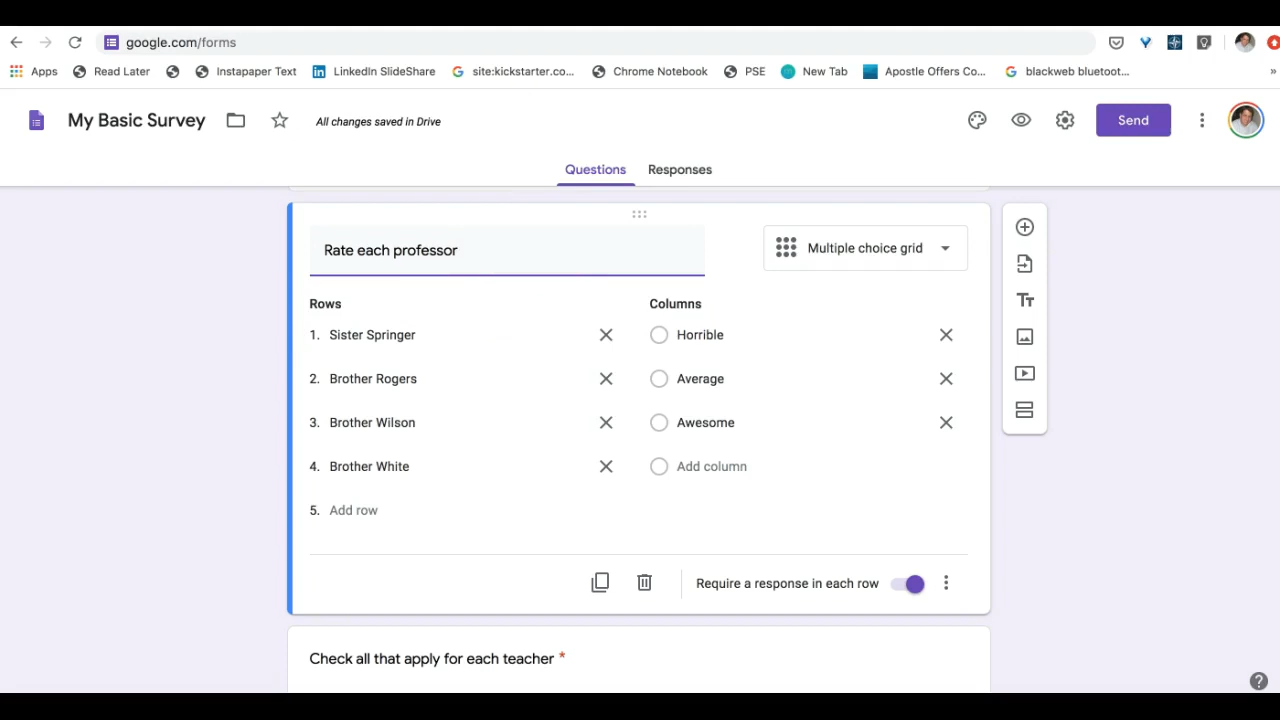 google.com/forms
Apps Read Later Instapaper Text LinkedIn SlideShare site:kickstarter.co... Chrome Notebook PSE New Tab Apostle Offers Co... blackweb bluetoot... »
My Basic Survey All changes saved in Drive Send
Questions Responses
Rate each professor Multiple choice grid
Rows Columns
1. Sister Springer Horrible
2. Brother Rogers Average
3. Brother Wilson Awesome
4. Brother White Add column
5. Add row
Require a response in each row
Check all that apply for each teacher *